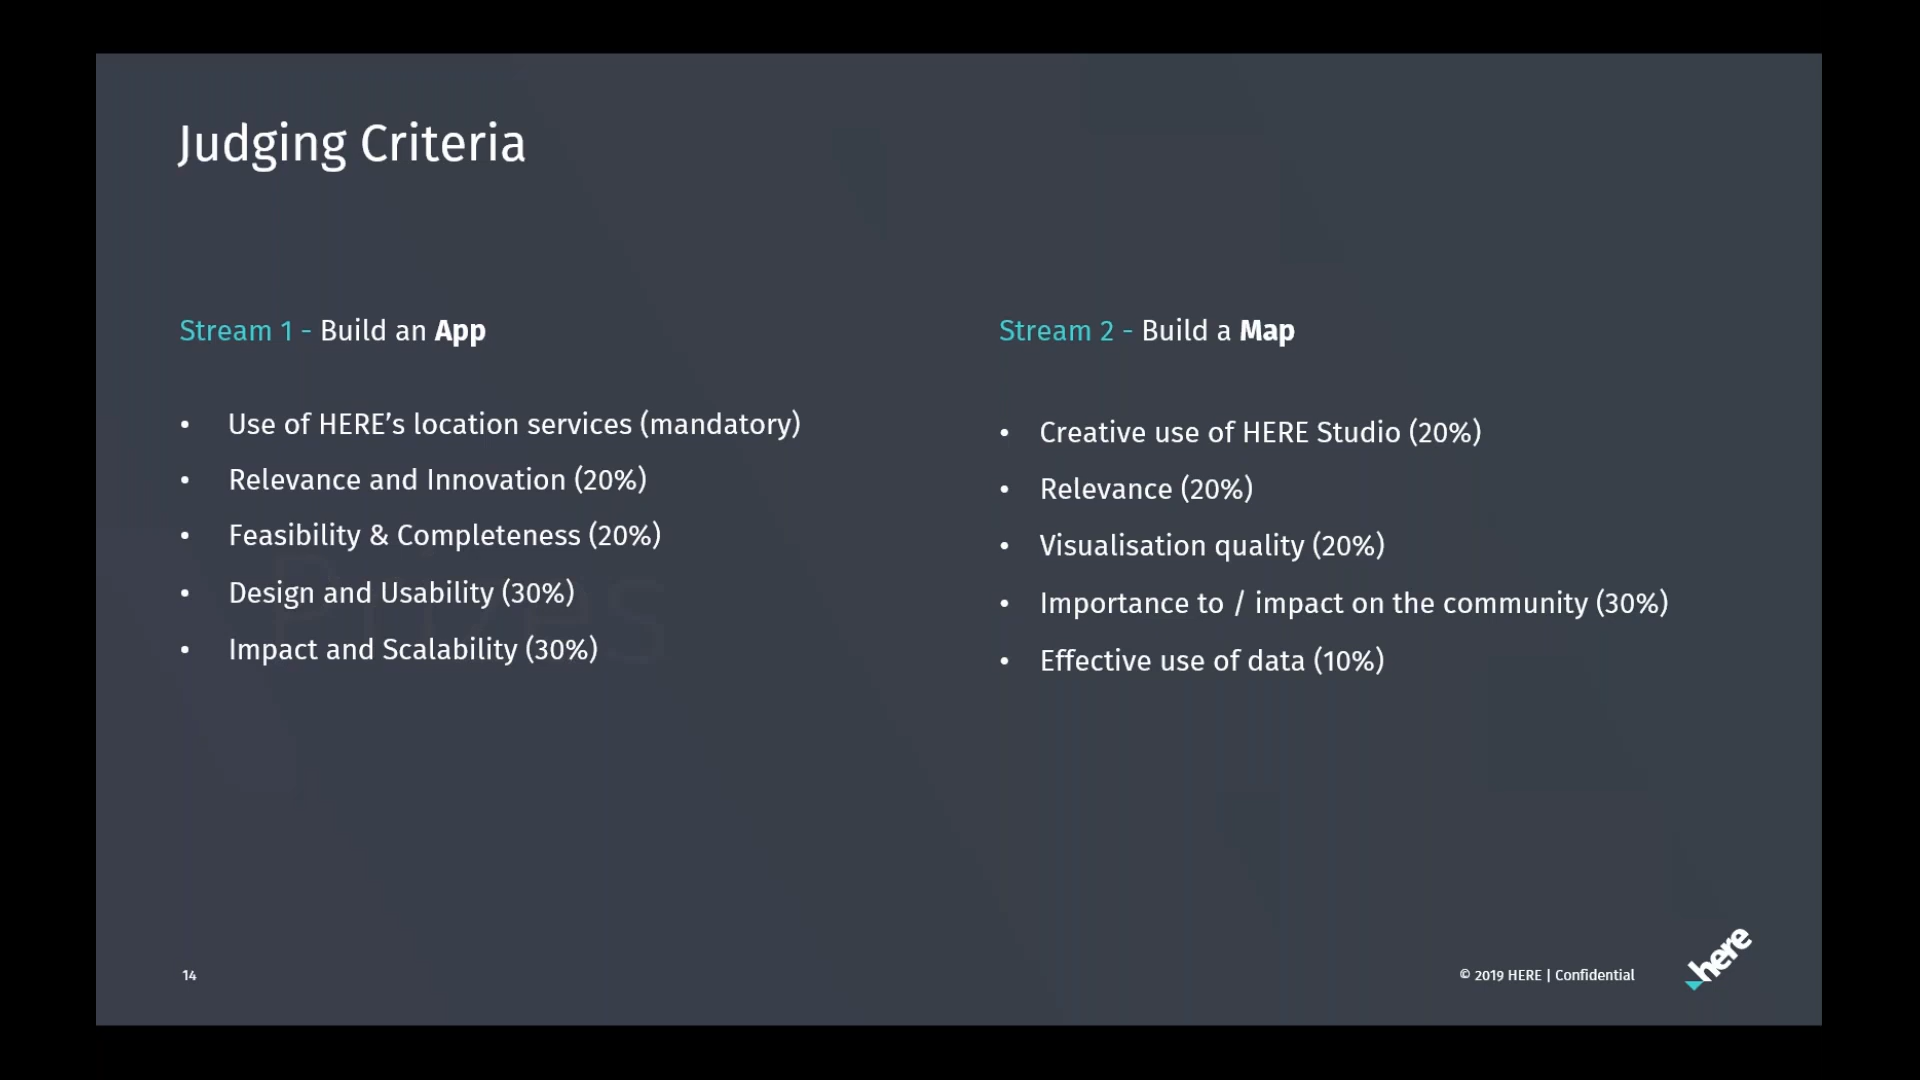 Judging Criteria
Stream 1 - Build an App
• Use of HERE’s location services (mandatory)
• Relevance and Innovation (20%)
• Feasibility & Completeness (20%)
• Design and Usability (30%)
• Impact and Scalability (30%)
Stream 2 - Build a Map
• Creative use of HERE Studio (20%)
• Relevance (20%)
• Visualisation quality (20%)
• Importance to / impact on the community (30%)
• Effective use of data (10%)
14
© 2019 HERE | Confidential
here